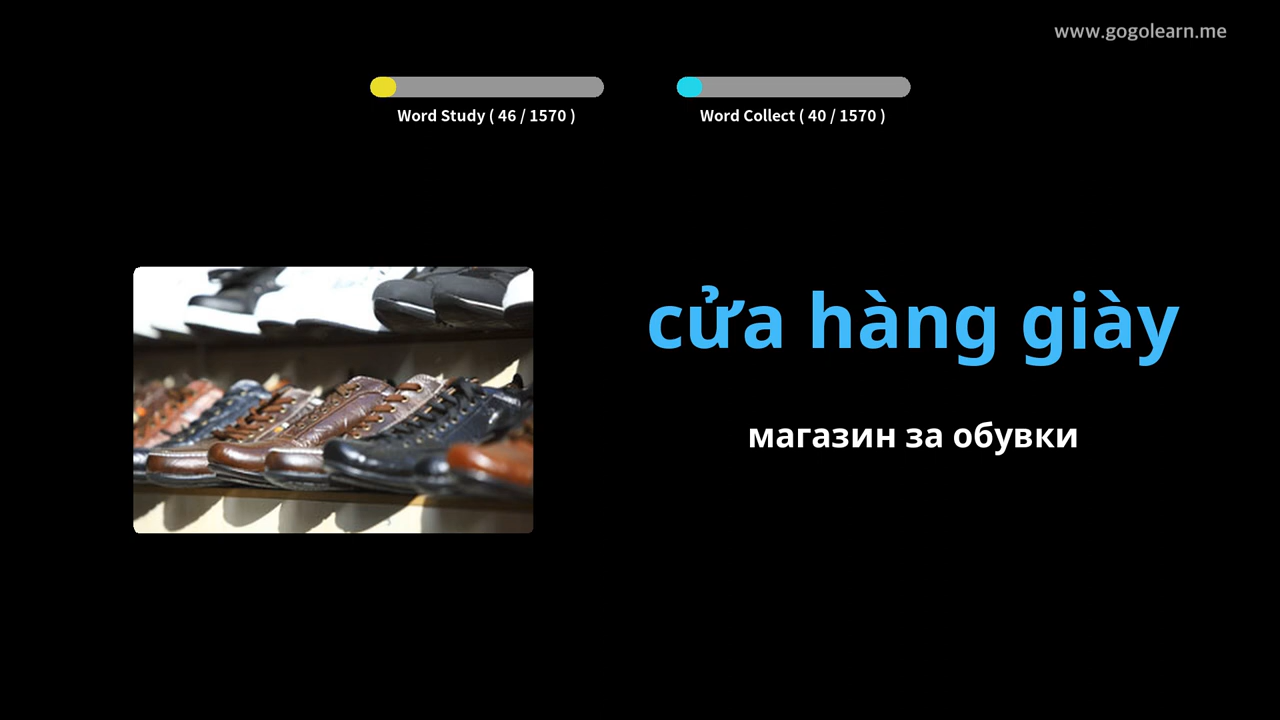 www.gogolearn.me
Word Study ( 46 / 1570 )
Word Collect ( 40 / 1570 )
cửa hàng giày
магазин за обувки